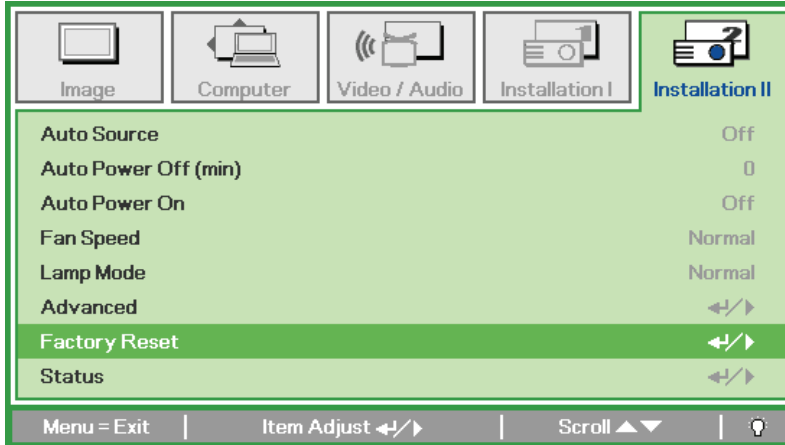 Image Computer Video / Audio Installation I Installation II
Auto Source Off
Auto Power Off (min) 0
Auto Power On Off
Fan Speed Normal
Lamp Mode Normal
Advanced ↵/▶
Factory Reset ↵/▶
Status ↵/▶
Menu = Exit | Item Adjust ↵/▶ | Scroll ▲▼ |